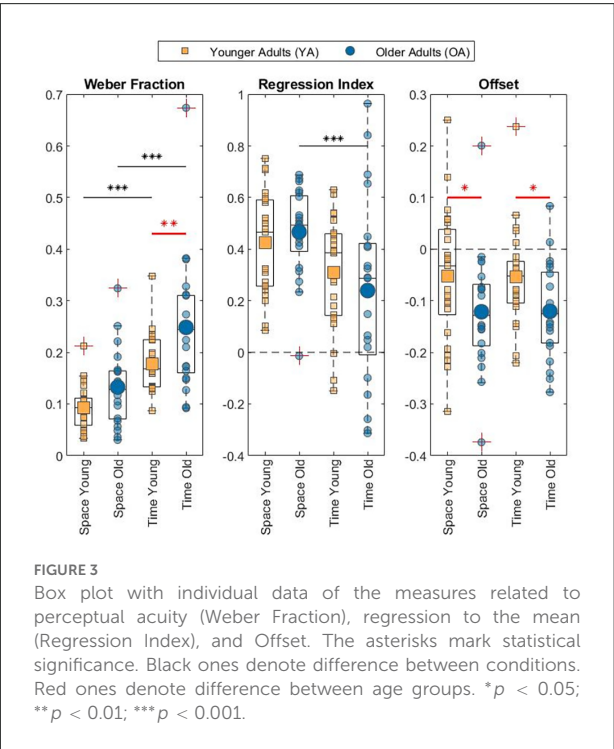 Younger Adults (YA) Older Adults (OA)
Weber Fraction Regression Index Offset
0.7
0.6
0.5
0.4
0.3
0.2
0.1
0
***
***
**
Space Young
Space Old
Time Young
Time Old
1
0.8
0.6
0.4
0.2
0
-0.2
-0.4
***
Space Young
Space Old
Time Young
Time Old
0.3
0.2
0.1
0
-0.1
-0.2
-0.3
-0.4
*
*
Space Young
Space Old
Time Young
Time Old
FIGURE 3
Box plot with individual data of the measures related to
perceptual acuity (Weber Fraction), regression to the mean
(Regression Index), and Offset. The asterisks mark statistical
significance. Black ones denote difference between conditions.
Red ones denote difference between age groups. *p < 0.05;
**p < 0.01; ***p < 0.001.